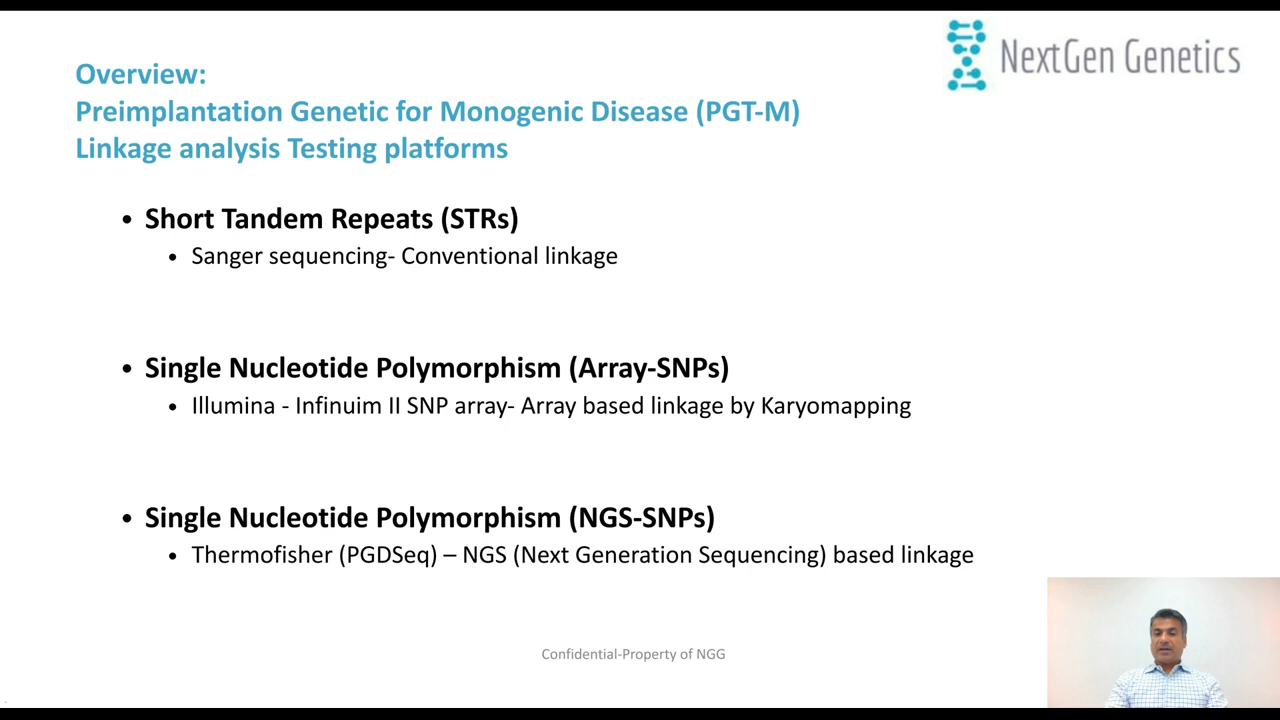 NextGen Genetics
Overview:
Preimplantation Genetic for Monogenic Disease (PGT-M)
Linkage analysis Testing platforms
• Short Tandem Repeats (STRs)
• Sanger sequencing- Conventional linkage
• Single Nucleotide Polymorphism (Array-SNPs)
• Illumina - Infinuim II SNP array- Array based linkage by Karyomapping
• Single Nucleotide Polymorphism (NGS-SNPs)
• Thermofisher (PGDSeq) – NGS (Next Generation Sequencing) based linkage
Confidential-Property of NGG